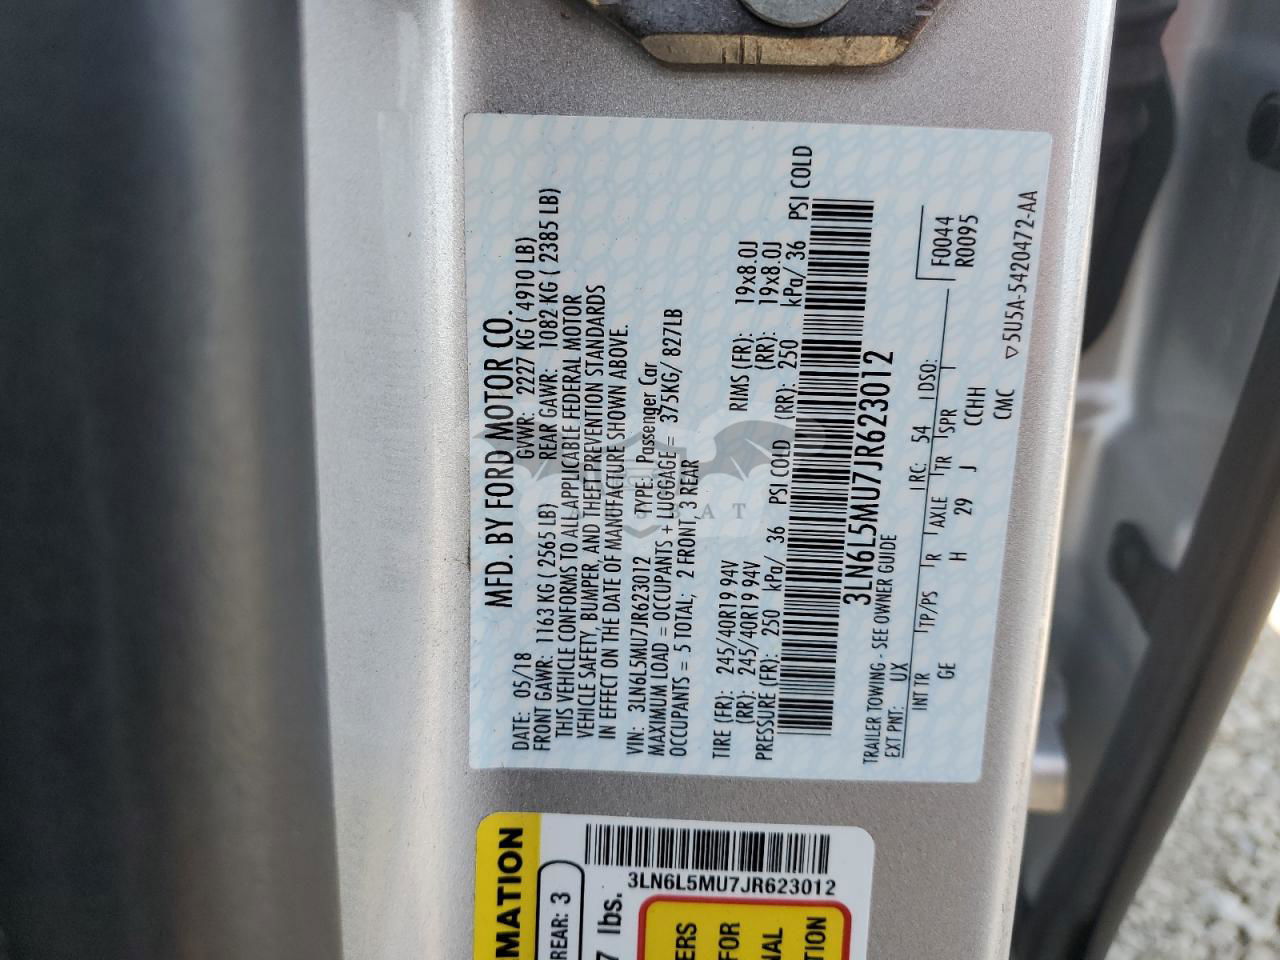 MFD. BY FORD MOTOR CO.
DATE: 05/18 GVWR: 2227 KG ( 4910 LB)
FRONT GAWR: 1163 KG ( 2565 LB) REAR GAWR: 1082 KG ( 2385 LB)
THIS VEHICLE CONFORMS TO ALL APPLICABLE FEDERAL MOTOR
VEHICLE SAFETY, BUMPER, AND THEFT PREVENTION STANDARDS
IN EFFECT ON THE DATE OF MANUFACTURE SHOWN ABOVE.
VIN: 3LN6L5MU7JR623012 TYPE: Passenger Car
MAXIMUM LOAD = OCCUPANTS + LUGGAGE = 375KG/ 827LB
OCCUPANTS = 5 TOTAL; 2 FRONT, 3 REAR
TIRE (FR): 245/40R19 94V RIMS (FR): 19x8.0J
(RR): 245/40R19 94V (RR): 19x8.0J
PRESSURE (FR): 250 kPa/ 36 PSI COLD (RR): 250 kPa/ 36 PSI COLD
3LN6L5MU7JR623012
TRAILER TOWING - SEE OWNER GUIDE
EXT PNT: UX RC: 54 DSO: F0044
INT TR TP/PS R AXLE TR SPR R0095
GE H 29 J CCHH
CMC
5U5A-5420472-AA
MATION
REAR: 3
7 lbs.
3LN6L5MU7JR623012
ERS
FOR
NAL
TION
BAT